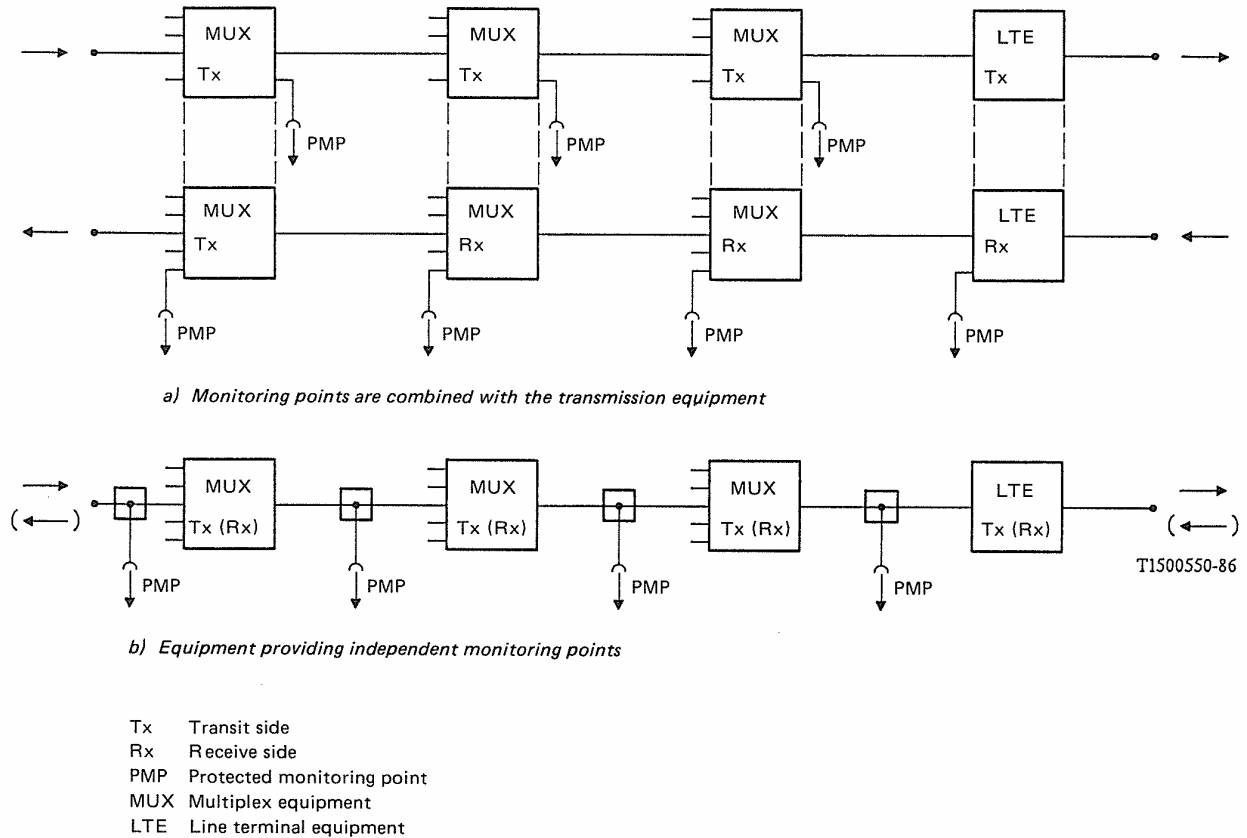 MUX MUX MUX LTE
Tx Tx Tx Tx
PMP PMP PMP
MUX MUX MUX LTE
Tx Rx Rx Rx
PMP PMP PMP PMP
a) Monitoring points are combined with the transmission equipment
MUX MUX MUX LTE
Tx (Rx) Tx (Rx) Tx (Rx) Tx (Rx)
T1500550-86
PMP PMP PMP PMP
b) Equipment providing independent monitoring points
Tx Transit side
Rx Receive side
PMP Protected monitoring point
MUX Multiplex equipment
LTE Line terminal equipment